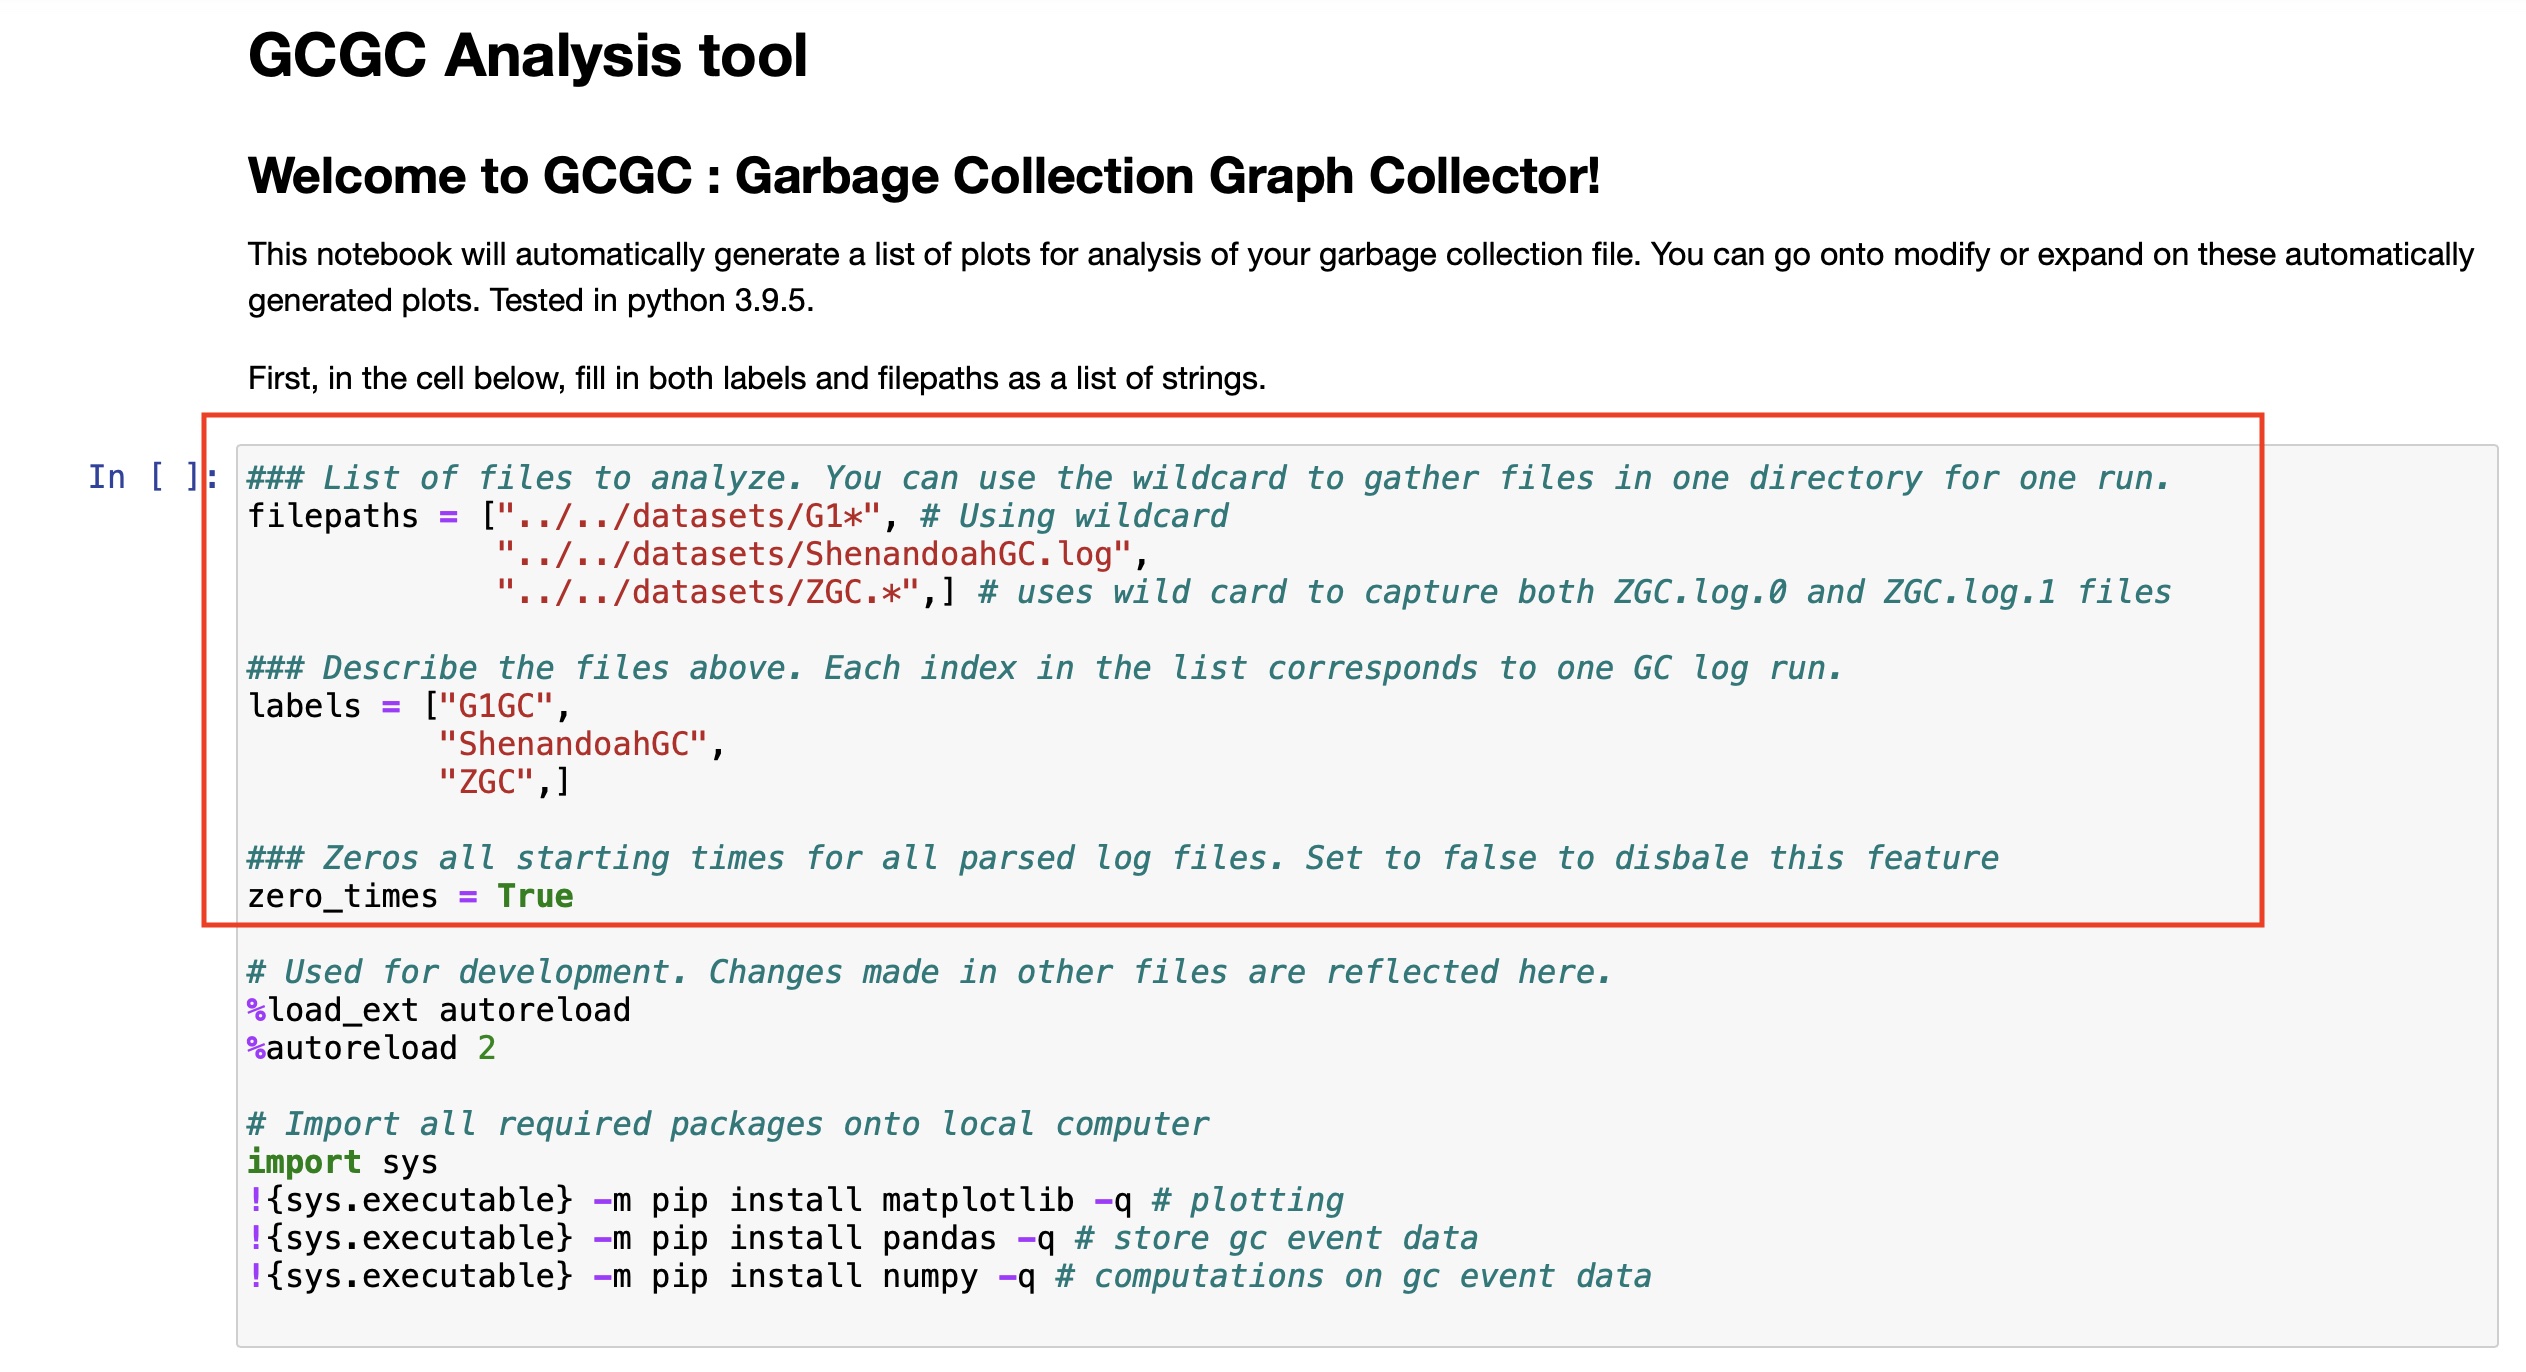 GCGC Analysis tool
Welcome to GCGC : Garbage Collection Graph Collector!
This notebook will automatically generate a list of plots for analysis of your garbage collection file. You can go onto modify or expand on these automatically
generated plots. Tested in python 3.9.5.
First, in the cell below, fill in both labels and filepaths as a list of strings.
In [ ]: ### List of files to analyze. You can use the wildcard to gather files in one directory for one run.
filepaths = ["../../datasets/G1*", # Using wildcard
"../../datasets/ShenandoahGC.log",
"../../datasets/ZGC.*",] # uses wild card to capture both ZGC.log.0 and ZGC.log.1 files
### Describe the files above. Each index in the list corresponds to one GC log run.
labels = ["G1GC",
"ShenandoahGC",
"ZGC",]
### Zeros all starting times for all parsed log files. Set to false to disbale this feature
zero_times = True
# Used for development. Changes made in other files are reflected here.
%load_ext autoreload
%autoreload 2
# Import all required packages onto local computer
import sys
!{sys.executable} -m pip install matplotlib -q # plotting
!{sys.executable} -m pip install pandas -q # store gc event data
!{sys.executable} -m pip install numpy -q # computations on gc event data